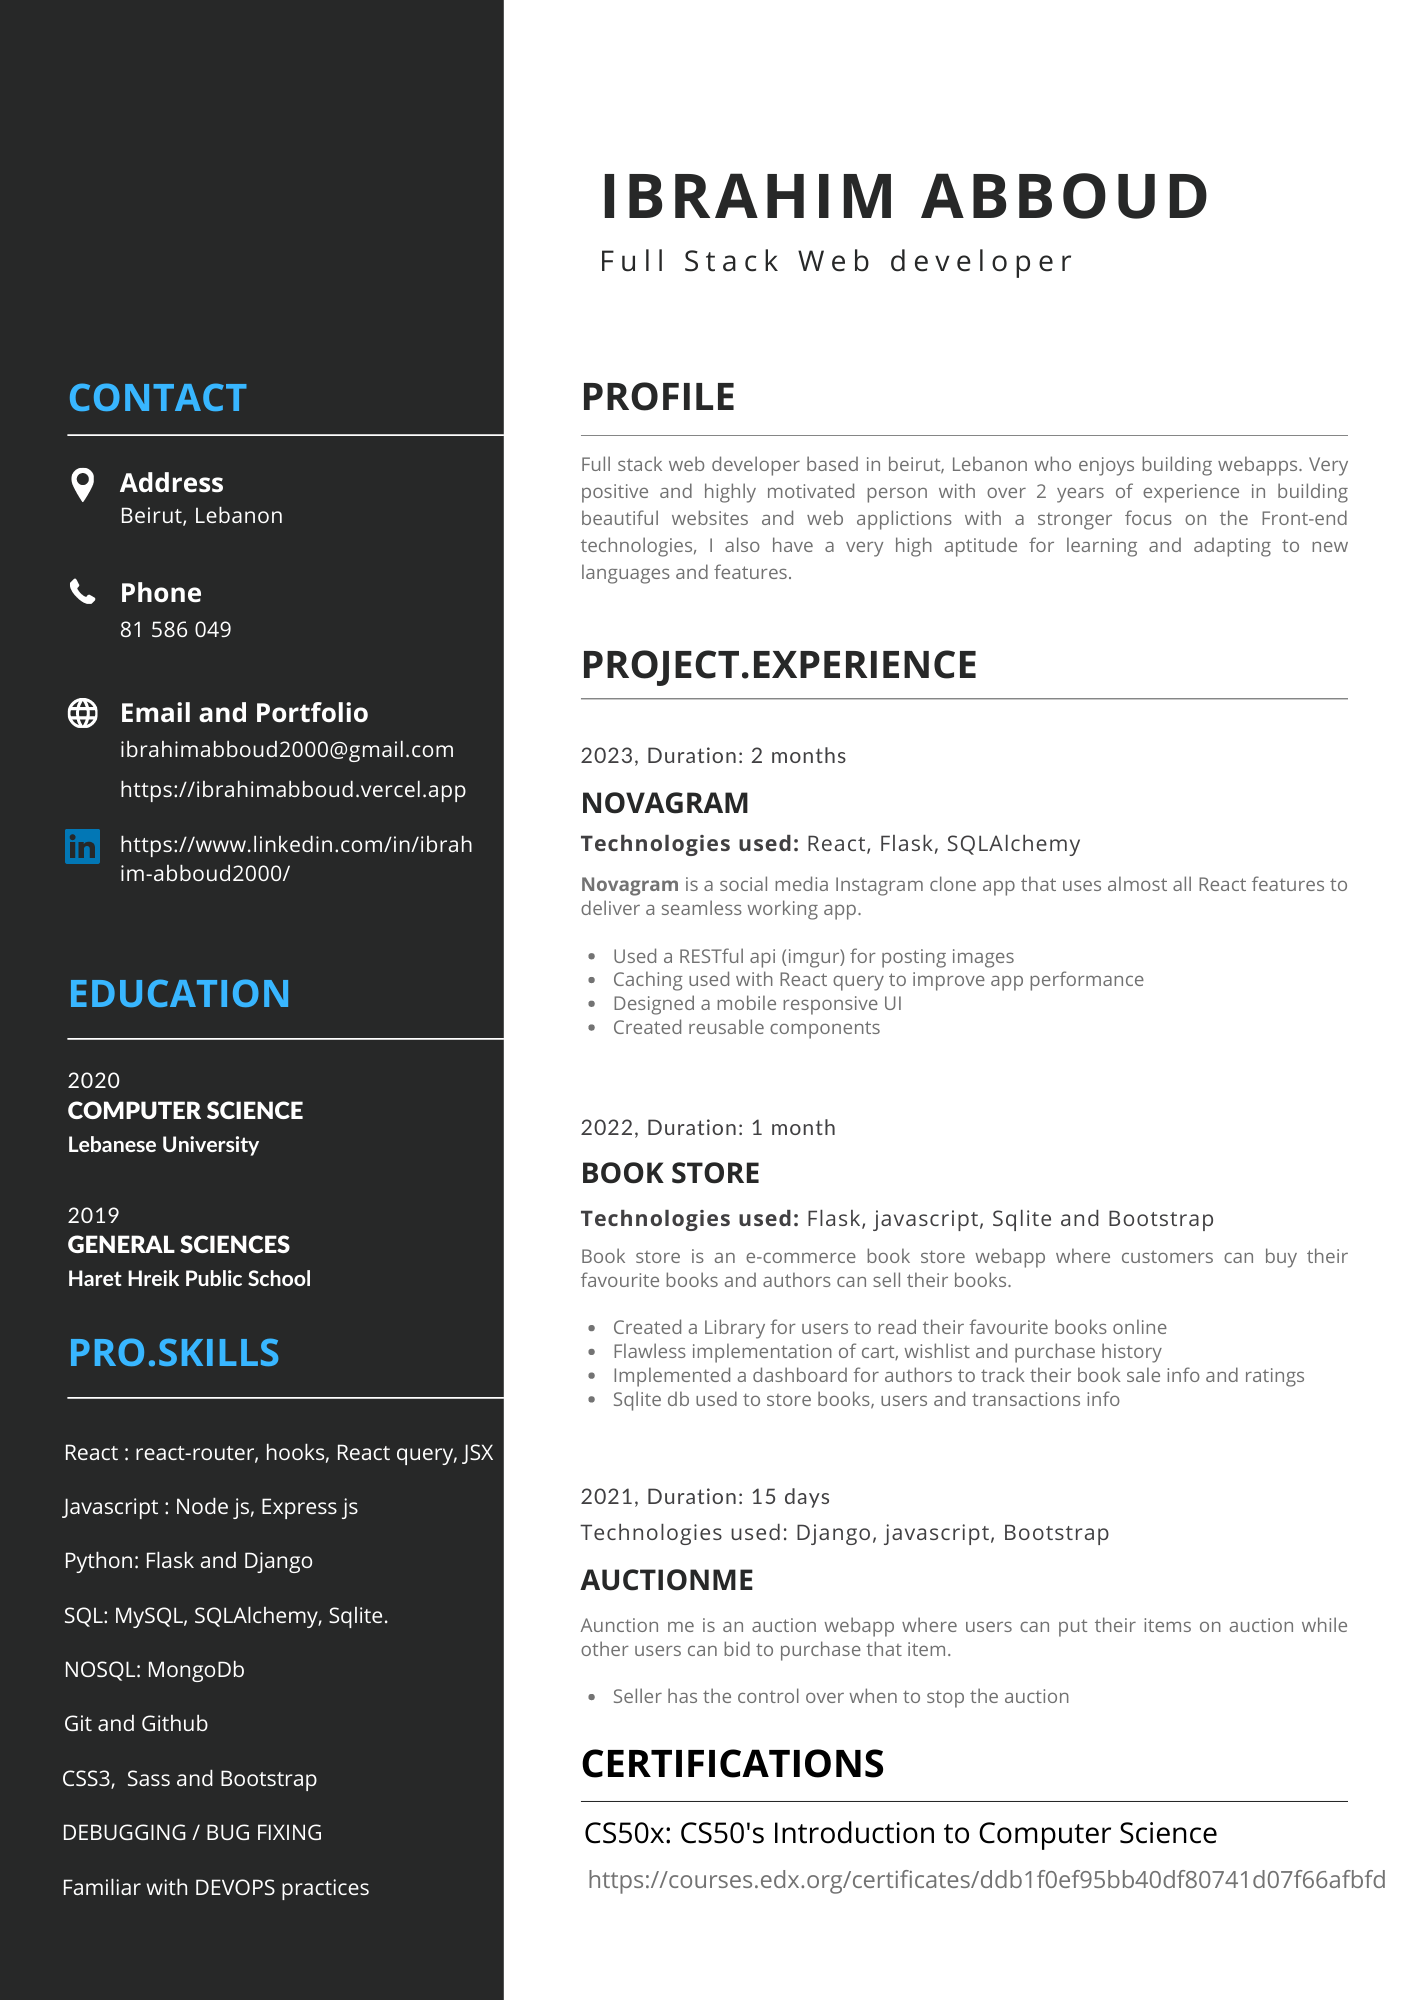 IBRAHIM ABBOUD
Full Stack Web developer
CONTACT
Address
Beirut, Lebanon
Phone
81 586 049
Email and Portfolio
ibrahimabboud2000@gmail.com
https://ibrahimabboud.vercel.app
https://www.linkedin.com/in/ibrah
im-abboud2000/
EDUCATION
2020
COMPUTER SCIENCE
Lebanese University
2019
GENERAL SCIENCES
Haret Hreik Public School
PRO.SKILLS
React : react-router, hooks, React query, JSX
Javascript : Node js, Express js
Python: Flask and Django
SQL: MySQL, SQLAlchemy, Sqlite.
NOSQL: MongoDb
Git and Github
CSS3,  Sass and Bootstrap
DEBUGGING / BUG FIXING
Familiar with DEVOPS practices
PROFILE
Full stack web developer based in beirut, Lebanon who enjoys building webapps. Very
positive and highly motivated person with over 2 years of experience in building
beautiful websites and web applictions with a stronger focus on the Front-end
technologies, I also have a very high aptitude for learning and adapting to new
languages and features.
PROJECT.EXPERIENCE
2023, Duration: 2 months
NOVAGRAM
Technologies used: React, Flask, SQLAlchemy
Novagram is a social media Instagram clone app that uses almost all React features to
deliver a seamless working app.
• Used a RESTful api (imgur) for posting images
• Caching used with React query to improve app performance
• Designed a mobile responsive UI
• Created reusable components
2022, Duration: 1 month
BOOK STORE
Technologies used: Flask, javascript, Sqlite and Bootstrap
Book store is an e-commerce book store webapp where customers can buy their
favourite books and authors can sell their books.
• Created a Library for users to read their favourite books online
• Flawless implementation of cart, wishlist and purchase history
• Implemented a dashboard for authors to track their book sale info and ratings
• Sqlite db used to store books, users and transactions info
2021, Duration: 15 days
Technologies used: Django, javascript, Bootstrap
AUCTIONME
Aunction me is an auction webapp where users can put their items on auction while
other users can bid to purchase that item.
• Seller has the control over when to stop the auction
CERTIFICATIONS
CS50x: CS50's Introduction to Computer Science
https://courses.edx.org/certificates/ddb1f0ef95bb40df80741d07f66afbfd